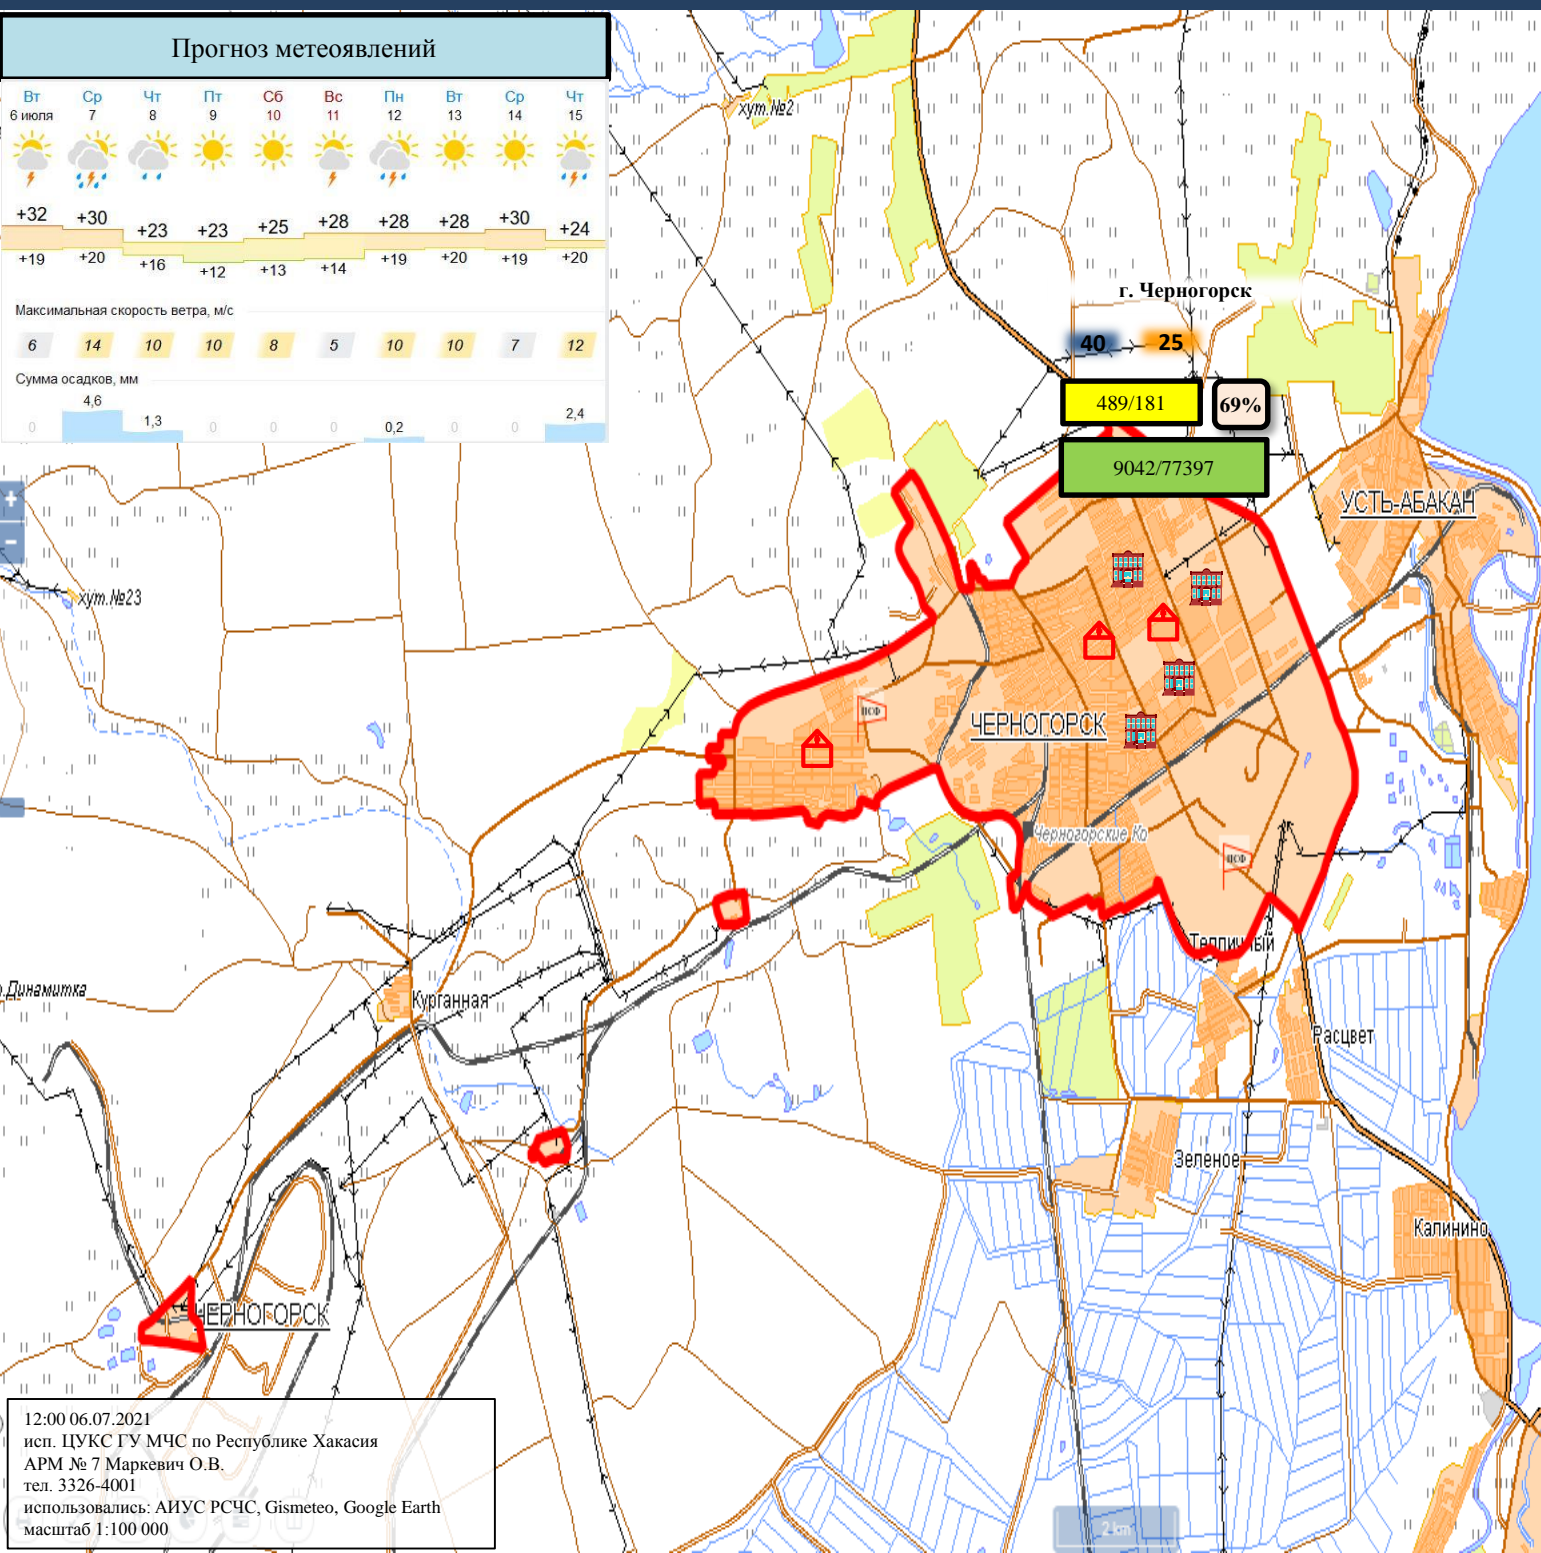 Прогноз метеоявлений
Вт Ср Чт Пт Сб Вс Пн Вт Ср Чт
6 июля 7 8 9 10 11 12 13 14 15
+32 +30 +23 +23 +25 +28 +28 +28 +30 +24
+19 +20 +16 +12 +13 +14 +19 +20 +19 +20
Максимальная скорость ветра, м/с
6 14 10 10 8 5 10 10 7 12
Сумма осадков, мм
0 4,6 1,3 0 0 0 0,2 0 0 2,4
хут.№2
г. Черногорск
40 25
489/181 69%
9042/77397
УСТЬ-АБАКАН
+
-
хут.№23
ПОФ
ЧЕРНОГОРСК
Черногорские Ко
ПОФ
Тепличный
Динамитка
Курганная
Расцвет
Зеленое
Калинино
ЧЕРНОГОРСК
12:00 06.07.2021
исп. ЦУКС ГУ МЧС по Республике Хакасия
АРМ № 7 Маркевич О.В.
тел. 3326-4001
использовались: АИУС РСЧС, Gismeteo, Google Earth
масштаб 1:100 000
2 km